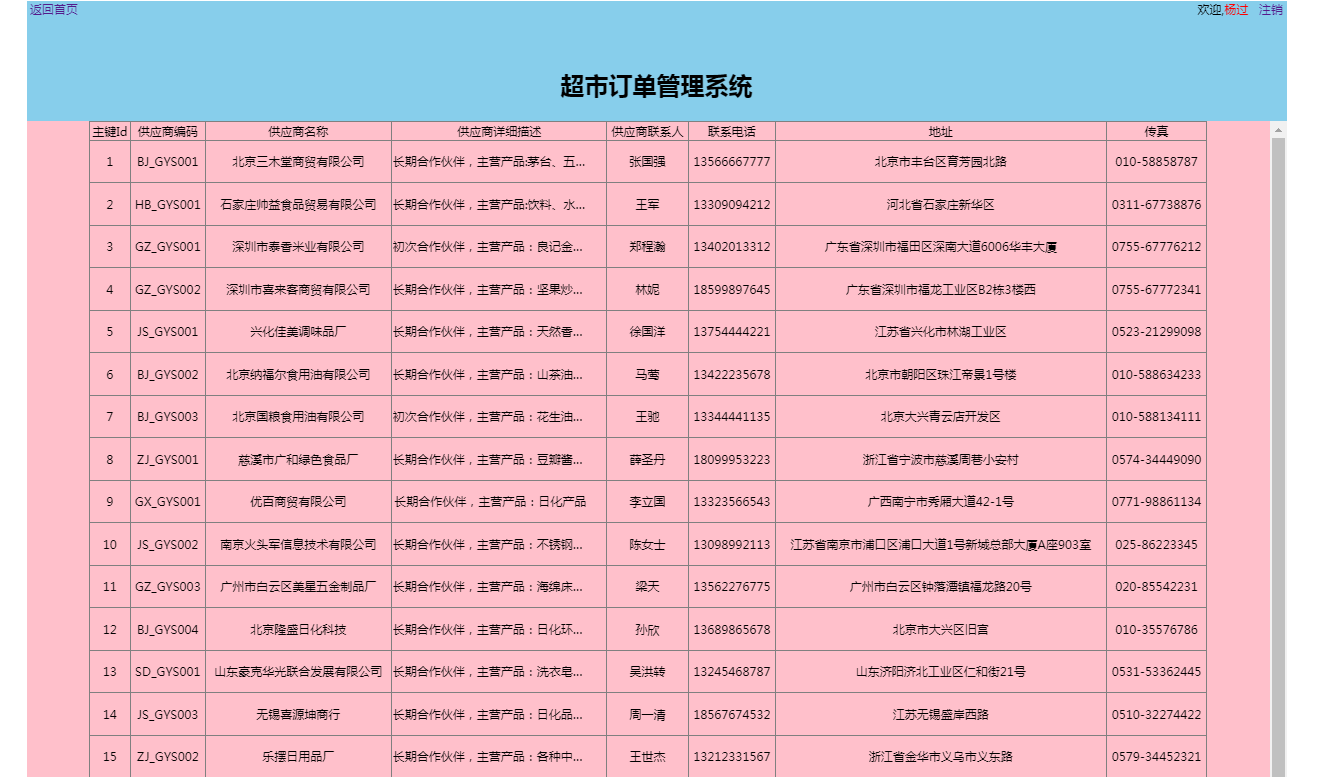 返回首页 欢迎,杨过 注销
超市订单管理系统
主键Id 供应商编码 供应商名称 供应商详细描述 供应商联系人 联系电话 地址 传真
1 BJ_GYS001 北京三木堂商贸有限公司 长期合作伙伴，主营产品:茅台、五... 张国强 13566667777 北京市丰台区育芳园北路 010-58858787
2 HB_GYS001 石家庄帅益食品贸易有限公司 长期合作伙伴，主营产品:饮料、水... 王军 13309094212 河北省石家庄新华区 0311-67738876
3 GZ_GYS001 深圳市泰香米业有限公司 初次合作伙伴，主营产品：良记金... 郑程瀚 13402013312 广东省深圳市福田区深南大道6006华丰大厦 0755-67776212
4 GZ_GYS002 深圳市喜来客商贸有限公司 长期合作伙伴，主营产品：坚果炒... 林妮 18599897645 广东省深圳市福龙工业区B2栋3楼西 0755-67772341
5 JS_GYS001 兴化佳美调味品厂 长期合作伙伴，主营产品：天然香... 徐国洋 13754444221 江苏省兴化市林湖工业区 0523-21299098
6 BJ_GYS002 北京纳福尔食用油有限公司 长期合作伙伴，主营产品：山茶油... 马莺 13422235678 北京市朝阳区珠江帝景1号楼 010-588634233
7 BJ_GYS003 北京国粮食用油有限公司 初次合作伙伴，主营产品：花生油... 王驰 13344441135 北京大兴青云店开发区 010-588134111
8 ZJ_GYS001 慈溪市广和绿色食品厂 长期合作伙伴，主营产品：豆瓣酱... 薛圣丹 18099953223 浙江省宁波市慈溪周巷小安村 0574-34449090
9 GX_GYS001 优百商贸有限公司 长期合作伙伴，主营产品：日化产品 李立国 13323566543 广西南宁市秀厢大道42-1号 0771-98861134
10 JS_GYS002 南京火头军信息技术有限公司 长期合作伙伴，主营产品：不锈钢... 陈女士 13098992113 江苏省南京市浦口区浦口大道1号新城总部大厦A座903室 025-86223345
11 GZ_GYS003 广州市白云区美星五金制品厂 长期合作伙伴，主营产品：海绵床... 梁天 13562276775 广州市白云区钟落潭镇福龙路20号 020-85542231
12 BJ_GYS004 北京隆盛日化科技 长期合作伙伴，主营产品：日化环... 孙欣 13689865678 北京市大兴区旧宫 010-35576786
13 SD_GYS001 山东豪克华光联合发展有限公司 长期合作伙伴，主营产品：洗衣皂... 吴洪转 13245468787 山东济阳济北工业区仁和街21号 0531-53362445
14 JS_GYS003 无锡喜源坤商行 长期合作伙伴，主营产品：日化品... 周一清 18567674532 江苏无锡盛岸西路 0510-32274422
15 ZJ_GYS002 乐摆日用品厂 长期合作伙伴，主营产品：各种中... 王世杰 13212331567 浙江省金华市义乌市义东路 0579-34452321